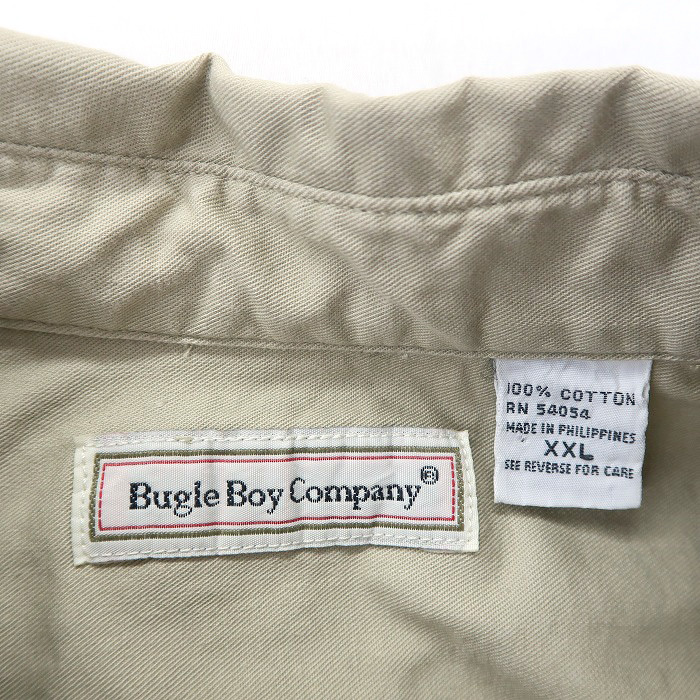 Bugle Boy Company®
100% COTTON
RN 54054
MADE IN PHILIPPINES
XXL
SEE REVERSE FOR CARE